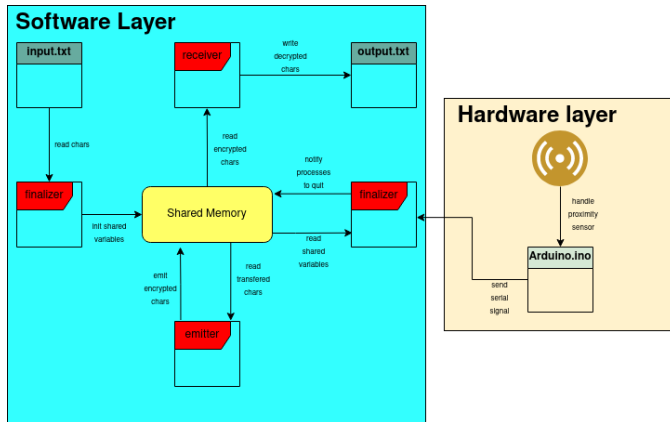 Software Layer
input.txt
receiver
write
decrypted
chars
output.txt
read chars
read
encrypted
chars
notify
processes
to quit
finalizer
init shared
variables
Shared Memory
finalizer
read
shared
variables
emit
encrypted
chars
read
transfered
chars
emitter
Hardware layer
handle
proximity
sensor
Arduino.ino
send
serial
signal